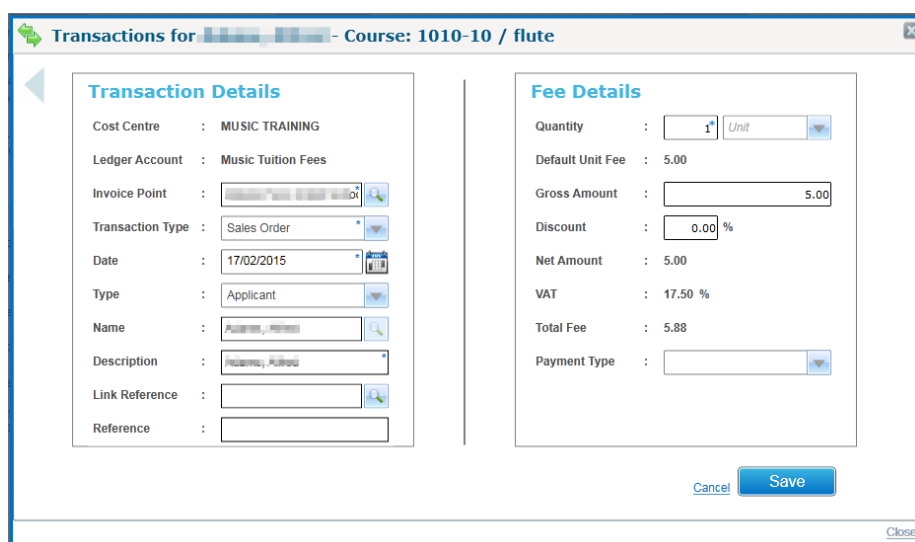 Transactions for - Course: 1010-10 / flute
Transaction Details
Cost Centre : MUSIC TRAINING
Ledger Account : Music Tuition Fees
Invoice Point :  *
Transaction Type : Sales Order *
Date : 17/02/2015 *
Type : Applicant
Name :
Description : *
Link Reference :
Reference :
Fee Details
Quantity : 1* Unit
Default Unit Fee : 5.00
Gross Amount : 5.00
Discount : 0.00 %
Net Amount : 5.00
VAT : 17.50 %
Total Fee : 5.88
Payment Type :
Cancel Save
Close